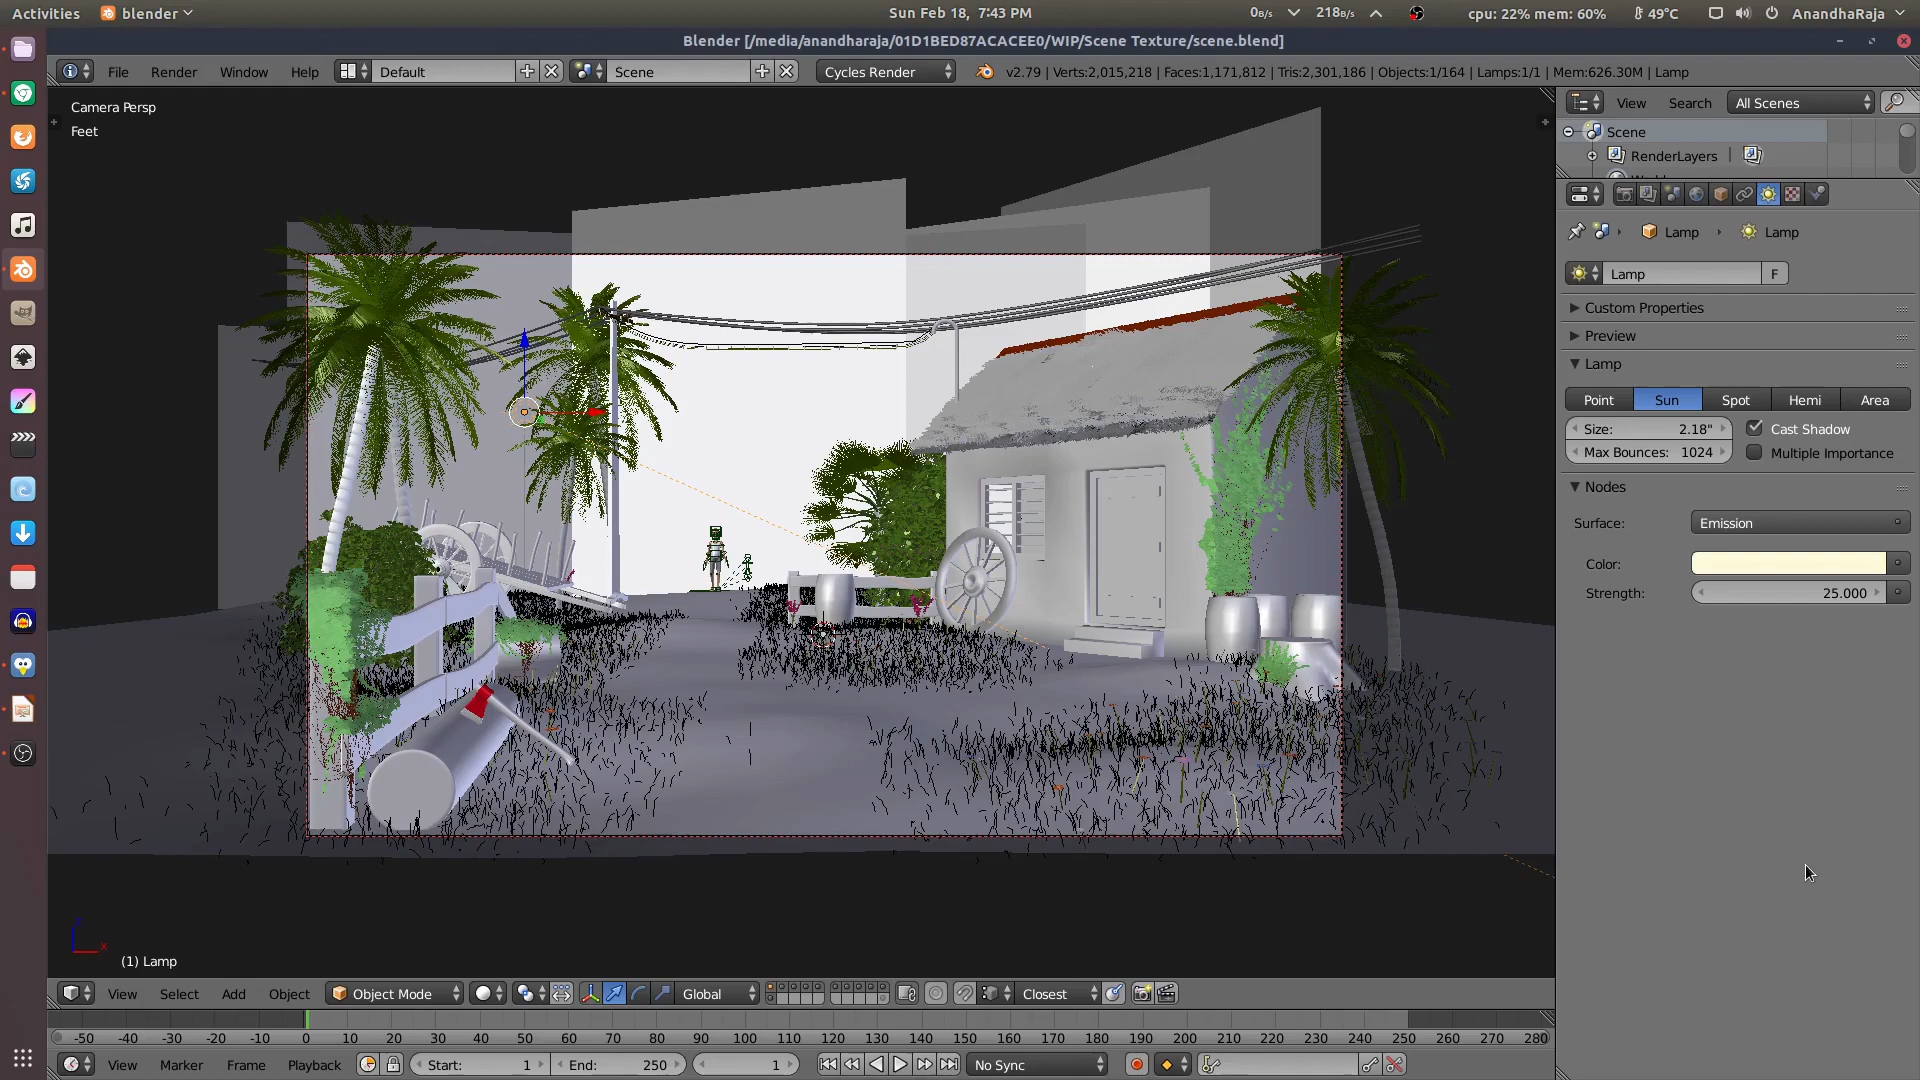 Activities blender Sun Feb 18, 7:43 PM 0B/s 218B/s cpu: 22% mem: 60% 49°C AnandhaRaja
Blender [/media/anandharaja/01D1BED87ACACEE0/WIP/Scene Texture/scene.blend]
File Render Window Help Default Scene Cycles Render v2.79 | Verts:2,015,218 | Faces:1,171,812 | Tris:2,301,186 | Objects:1/164 | Lamps:1/1 | Mem:626.30M | Lamp
Camera Persp
Feet
View Search All Scenes
Scene
RenderLayers
Lamp Lamp
Lamp F
Custom Properties
Preview
Lamp
Point Sun Spot Hemi Area
Size: 2.18" Cast Shadow
Max Bounces: 1024 Multiple Importance
Nodes
Surface: Emission
Color:
Strength: 25.000
x
(1) Lamp
View Select Add Object Object Mode Global Closest
-50 -40 -30 -20 -10 0 10 20 30 40 50 60 70 80 90 100 110 120 130 140 150 160 170 180 190 200 210 220 230 240 250 260 270 280
View Marker Frame Playback Start: 1 End: 250 1 No Sync